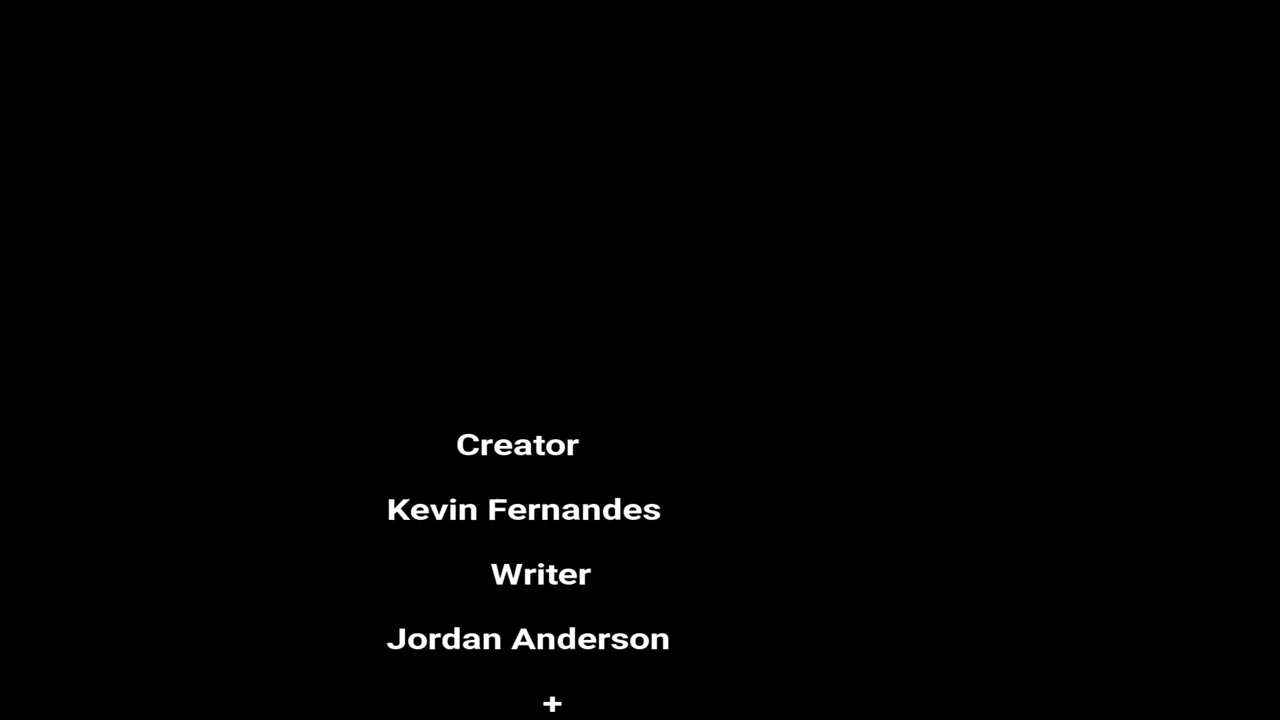 Creator
Kevin Fernandes
Writer
Jordan Anderson
+